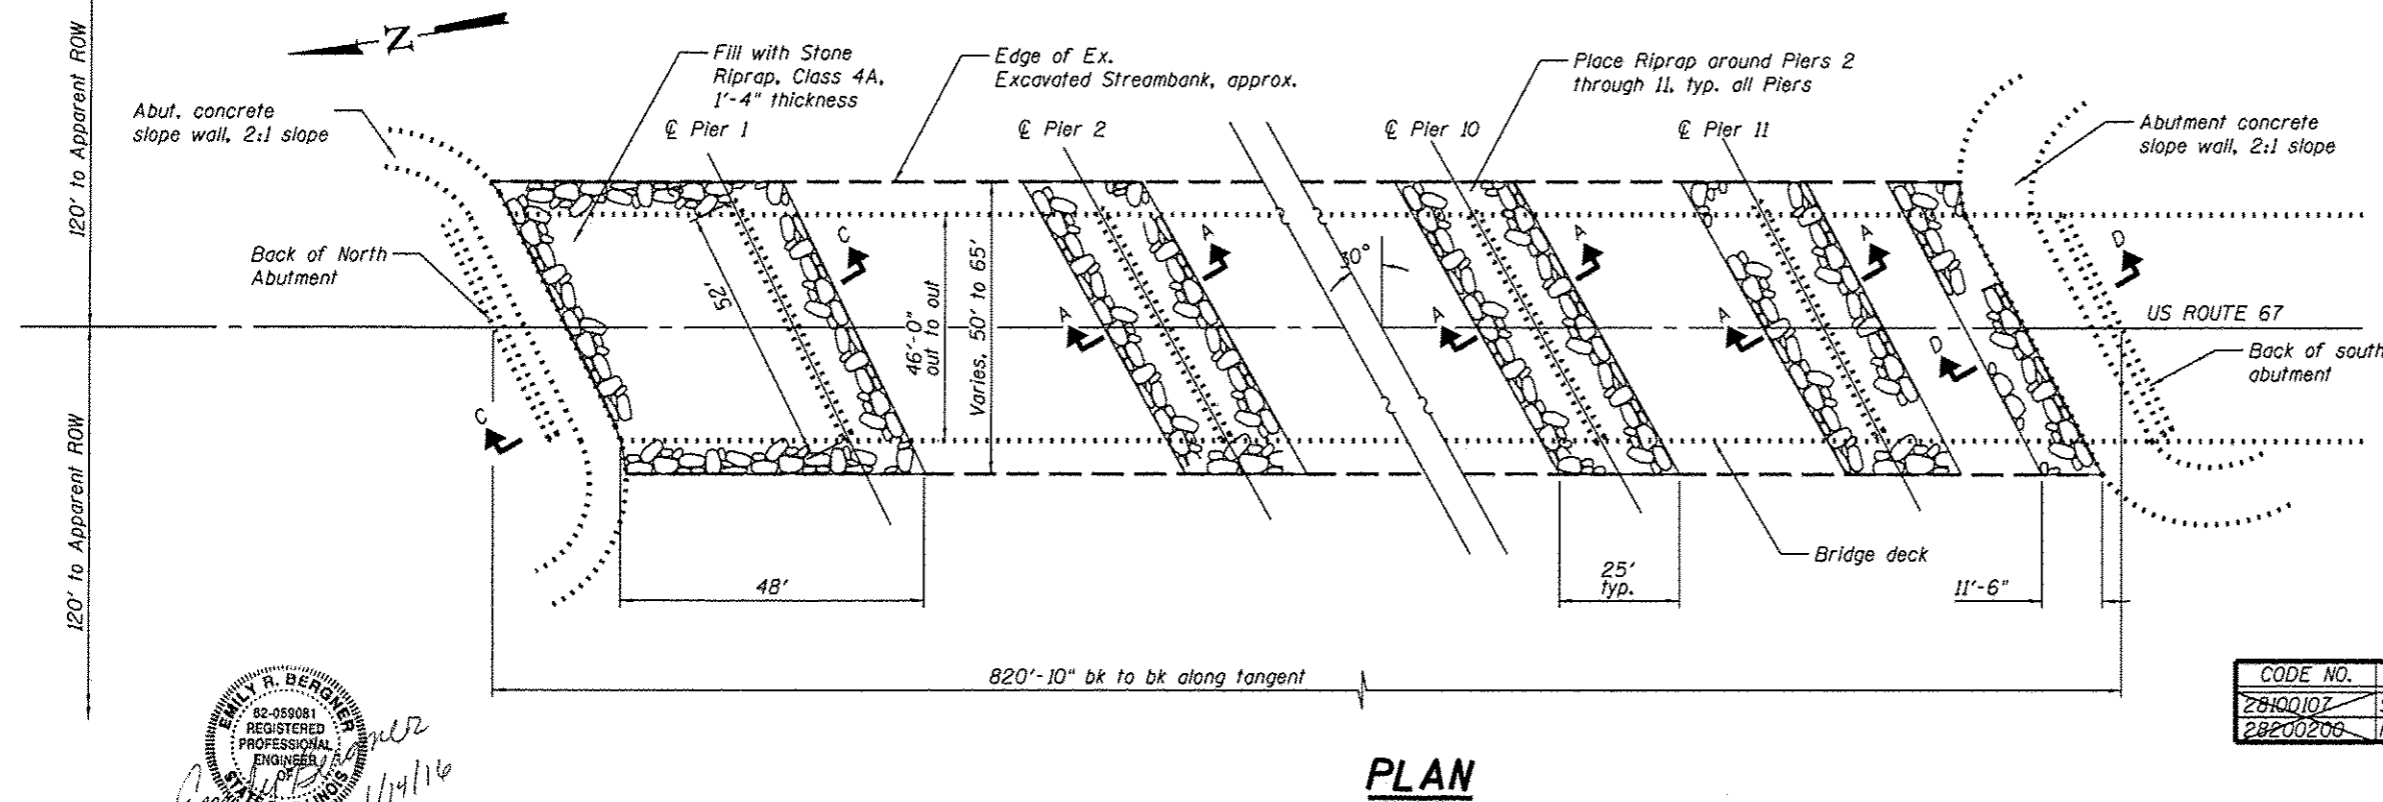 120' to Apparent ROW
Z
Fill with Stone
Riprap, Class 4A,
1'-4" thickness
Edge of Ex.
Excavated Streambank, approx.
Place Riprap around Piers 2
through 11, typ. all Piers
Abut. concrete
slope wall, 2:1 slope
℄ Pier 1
℄ Pier 2
℄ Pier 10
℄ Pier 11
Abutment concrete
slope wall, 2:1 slope
Back of North
Abutment
C
A
A
A
D
30°
52'
46'-0"
out to out
Varies, 50' to 65'
A
A
A
D
US ROUTE 67
Back of south
abutment
C
120' to Apparent ROW
Bridge deck
48'
25'
typ.
11'-6"
820'-10" bk to bk along tangent
CODE NO.
28100107
28200200
EMILY R. BERGNER
62-059081
REGISTERED
PROFESSIONAL
ENGINEER
OF
1/14/16
PLAN